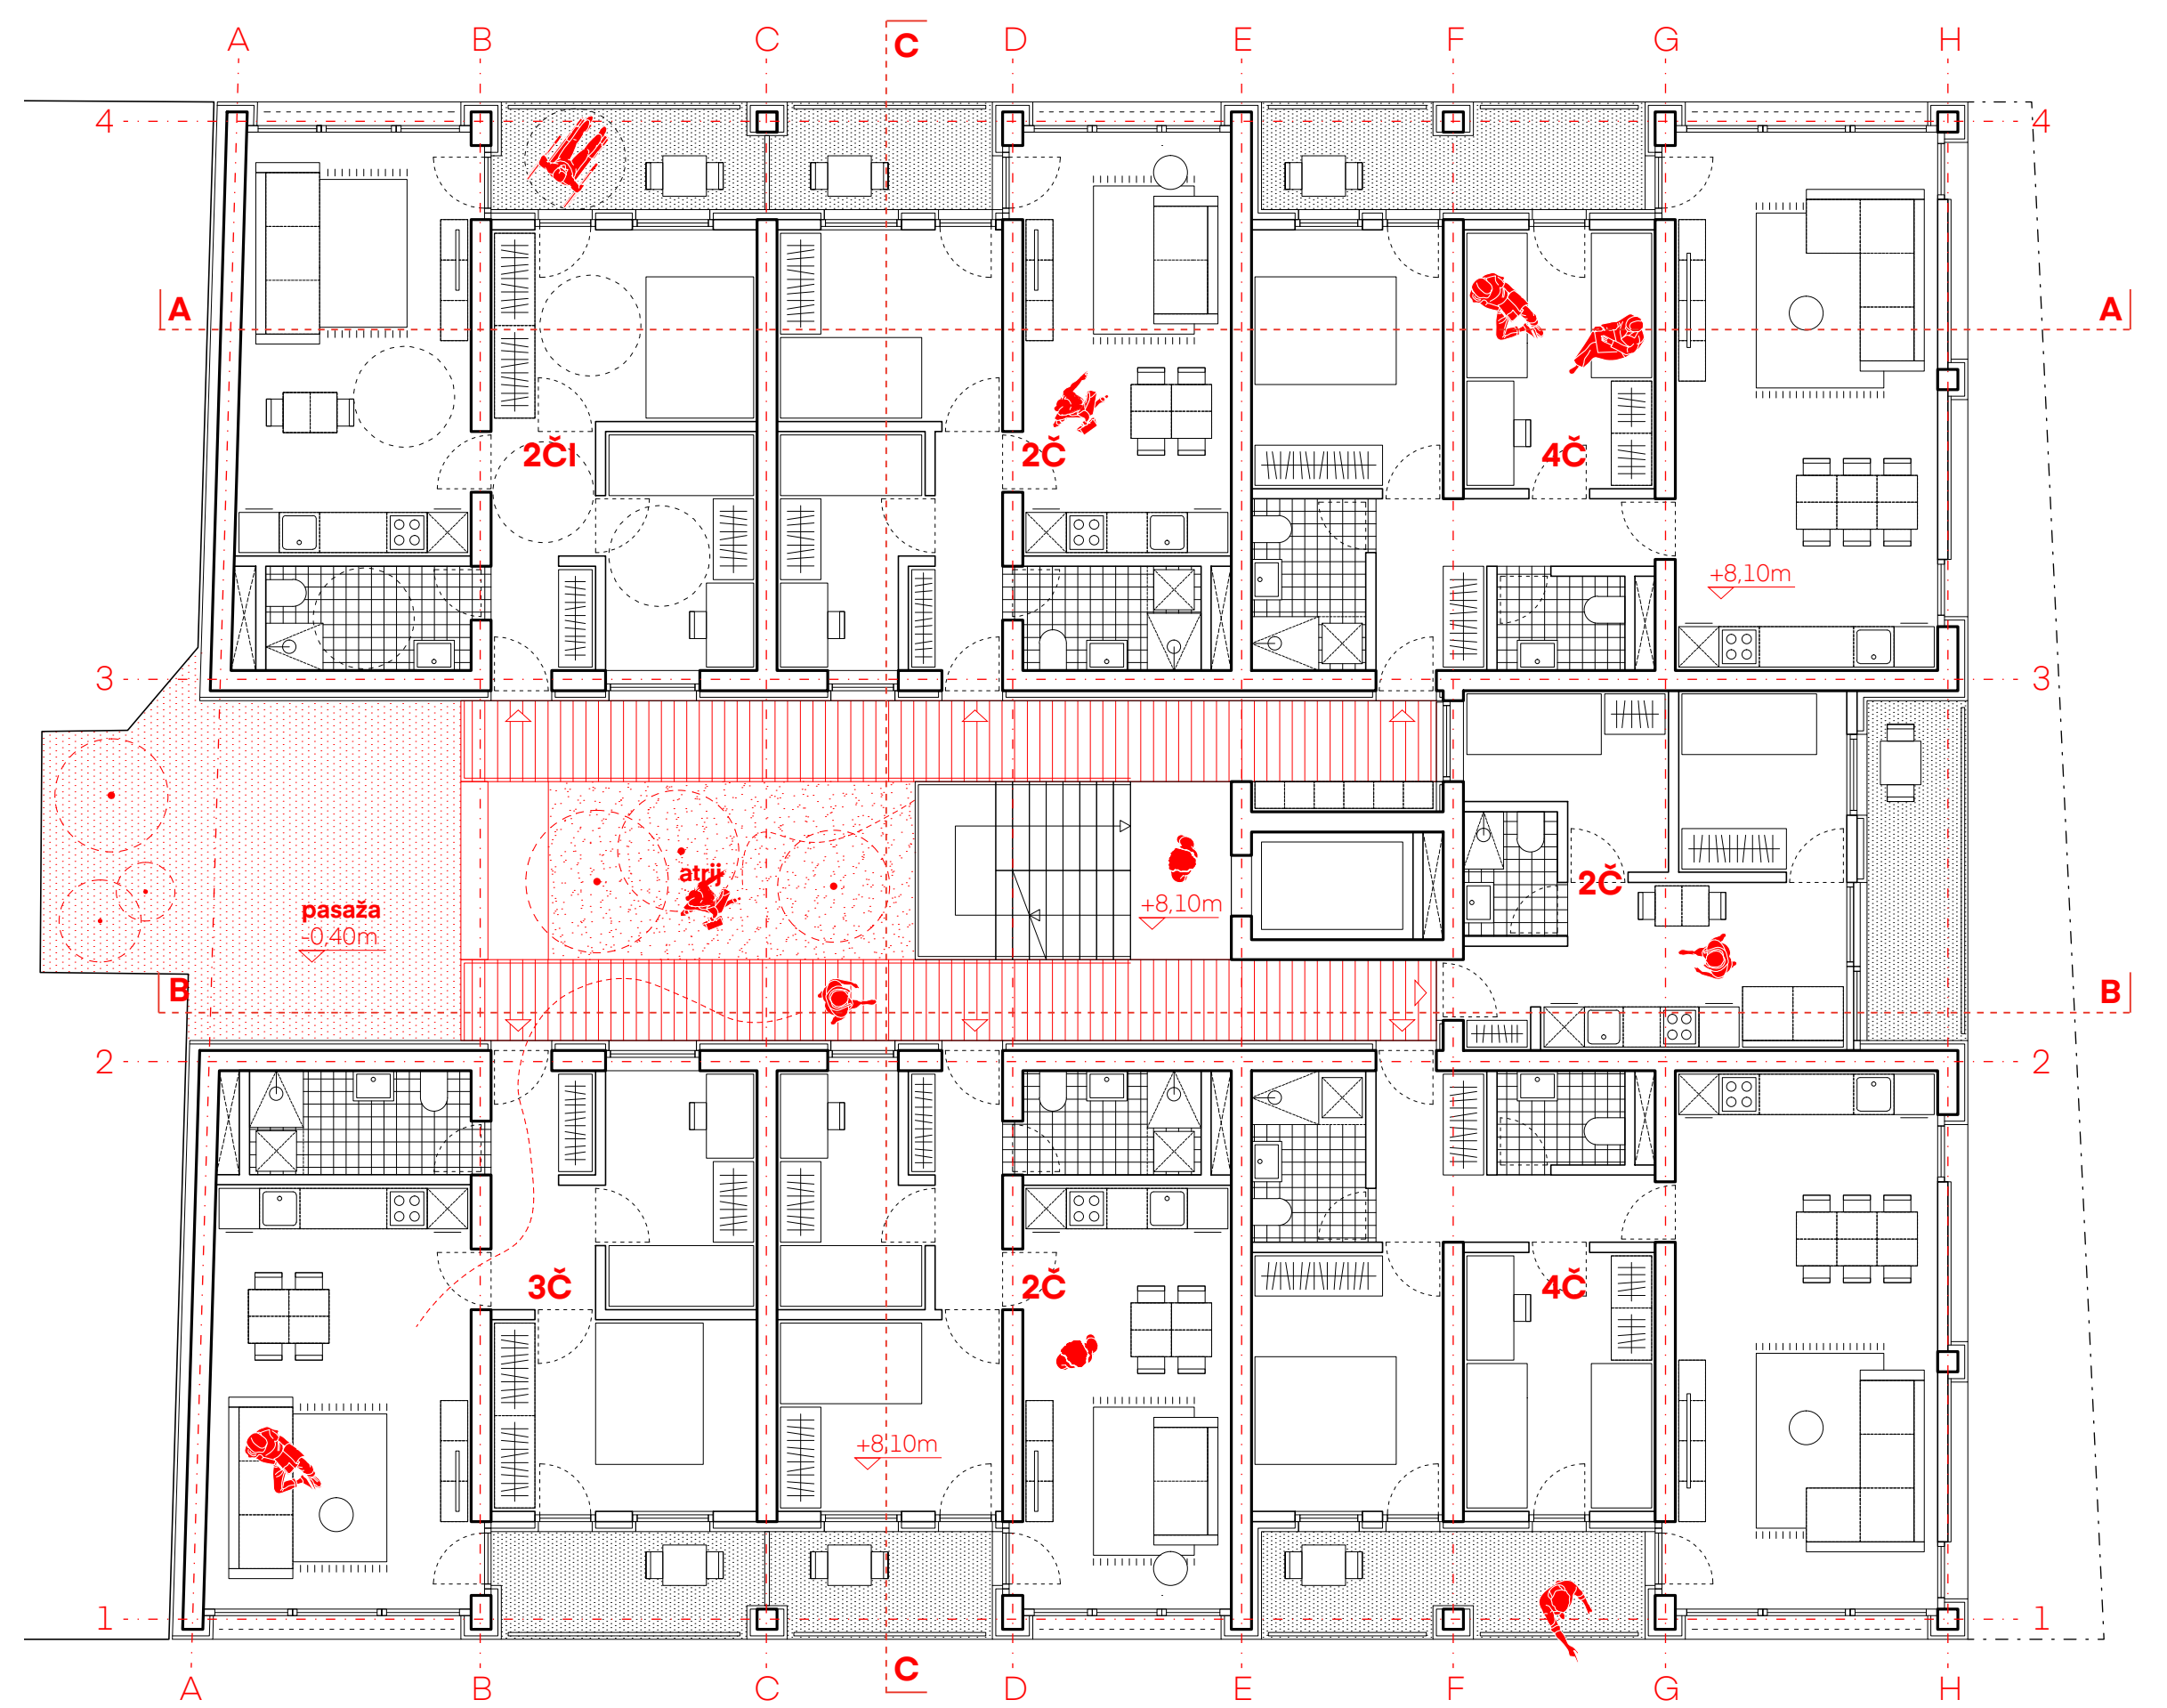 A B C C D E F G H
4 4
A A
2ČI 2Č 4Č
+8,10m
3 3
atrij
2Č
+8,10m
pasaža
-0,40m
B B
2 2
3Č 2Č 4Č
+8,10m
1 1
C
A B C D E F G H